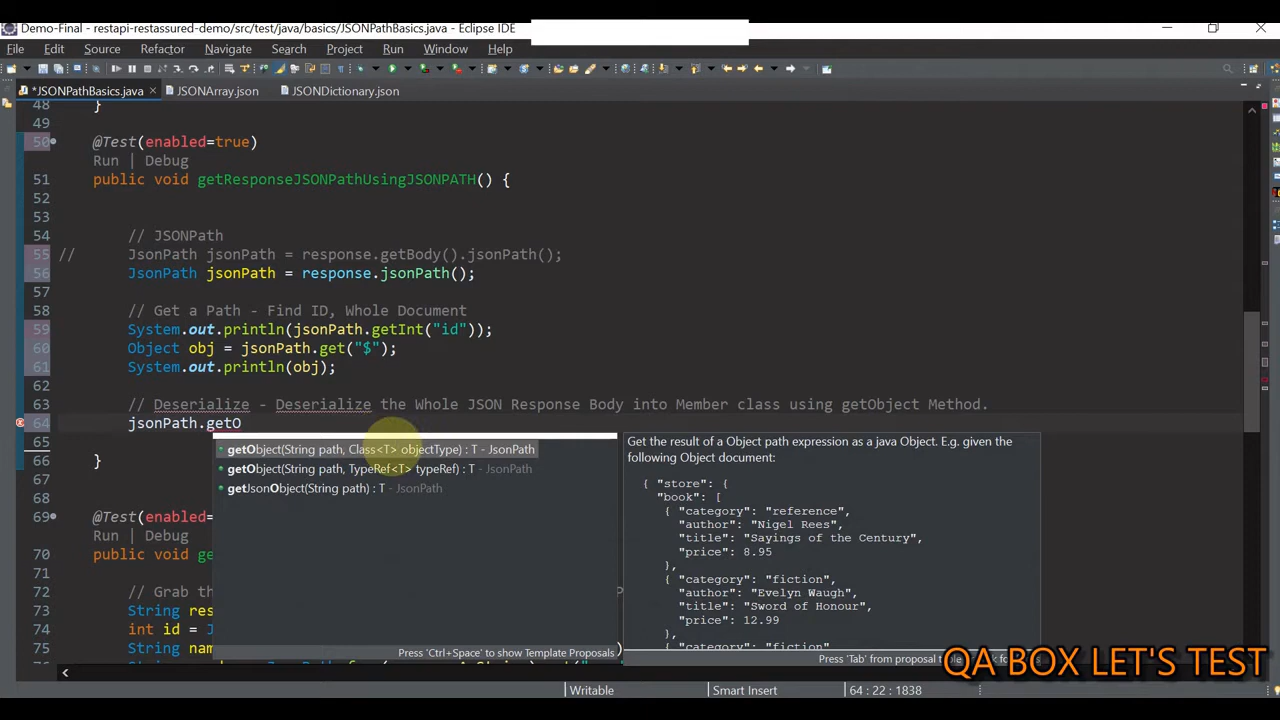 Demo-Final - restapi-restassured-demo/src/test/java/basics/JSONPathBasics.java - Eclipse IDE
File Edit Source Refactor Navigate Search Project Run Window Help
*JSONPathBasics.java JSONArray.json JSONDictionary.json
48 }
49
50 @Test(enabled=true)
Run | Debug
51 public void getResponseJSONPathUsingJSONPATH() {
52
53
54 // JSONPath
55 // JsonPath jsonPath = response.getBody().jsonPath();
56 JsonPath jsonPath = response.jsonPath();
57
58 // Get a Path - Find ID, Whole Document
59 System.out.println(jsonPath.getInt("id"));
60 Object obj = jsonPath.get("$");
61 System.out.println(obj);
62
63 // Deserialize - Deserialize the Whole JSON Response Body into Member class using getObject Method.
64 jsonPath.getO
65
66 }
67
68
69 @Test(enabled=
Run | Debug
70 public void ge
71
72 // Grab th
73 String res
74 int id = J
75 String nam
getObject(String path, Class<T> objectType) : T - JsonPath
getObject(String path, TypeRef<T> typeRef) : T - JsonPath
getJsonObject(String path) : T - JsonPath
Press 'Ctrl+Space' to show Template Proposals
Get the result of a Object path expression as a java Object. E.g. given the
following Object document:
{ "store": {
"book": [
{ "category": "reference",
"author": "Nigel Rees",
"title": "Sayings of the Century",
"price": 8.95
},
{ "category": "fiction",
"author": "Evelyn Waugh",
"title": "Sword of Honour",
"price": 12.99
},
{ "category": "fiction",
Press 'Tab' from proposal table
QA BOX LET'S TEST
Writable Smart Insert 64 : 22 : 1838